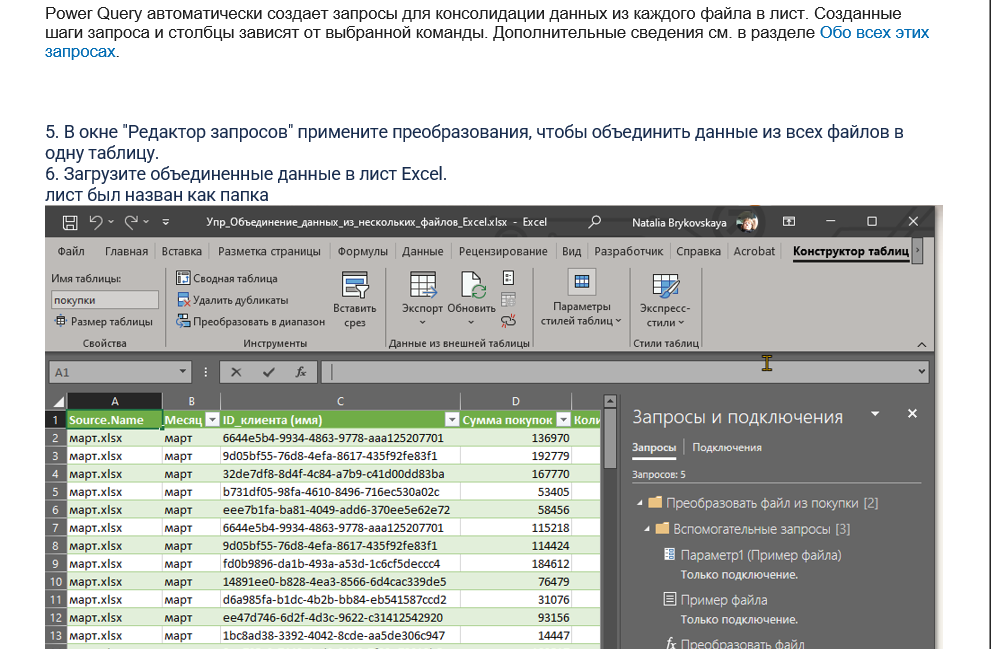 Power Query автоматически создает запросы для консолидации данных из каждого файла в лист. Созданные
шаги запроса и столбцы зависят от выбранной команды. Дополнительные сведения см. в разделе Обо всех этих
запросах.
5. В окне "Редактор запросов" примените преобразования, чтобы объединить данные из всех файлов в
одну таблицу.
6. Загрузите объединенные данные в лист Excel.
лист был назван как папка
Упр_Объединение_данных_из_нескольких_файлов_Excel.xlsx - Excel Natalia Brykovskaya
Файл Главная Вставка Разметка страницы Формулы Данные Рецензирование Вид Разработчик Справка Acrobat Конструктор таблиц
Имя таблицы:
покупки
Размер таблицы
Свойства
Сводная таблица
Удалить дубликаты
Преобразовать в диапазон
Вставить
срез
Инструменты
Экспорт Обновить
Данные из внешней таблицы
Параметры
стилей таблиц
Экспресс-
стили
Стили таблиц
A1 fx
A B C D
1 Source.Name Месяц ID_клиента (имя) Сумма покупок Коли
2 март.xlsx март 6644e5b4-9934-4863-9778-aaa125207701 136970
3 март.xlsx март 9d05bf55-76d8-4efa-8617-435f92fe83f1 192779
4 март.xlsx март 32de7df8-8d4f-4c84-a7b9-c41d00dd83ba 167770
5 март.xlsx март b731df05-98fa-4610-8496-716ec530a02c 53405
6 март.xlsx март eee7b1fa-ba81-4049-add6-370ee5e62e72 58456
7 март.xlsx март 6644e5b4-9934-4863-9778-aaa125207701 115218
8 март.xlsx март 9d05bf55-76d8-4efa-8617-435f92fe83f1 114424
9 март.xlsx март fd0b9896-da1b-493a-a53d-1c6cf5deccc4 184612
10 март.xlsx март 14891ee0-b828-4ea3-8566-6d4cac339de5 76479
11 март.xlsx март d6a985fa-b1dc-4b2b-bb84-eb541587ccd2 31076
12 март.xlsx март ee47d746-6d2f-4d3c-9622-c31412542920 93156
13 март.xlsx март 1bc8ad38-3392-4042-8cde-aa5de306c947 14447
Запросы и подключения
Запросы Подключения
Запросов: 5
Преобразовать файл из покупки [2]
Вспомогательные запросы [3]
Параметр1 (Пример файла)
Только подключение.
Пример файла
Только подключение.
fx Преобразовать файл